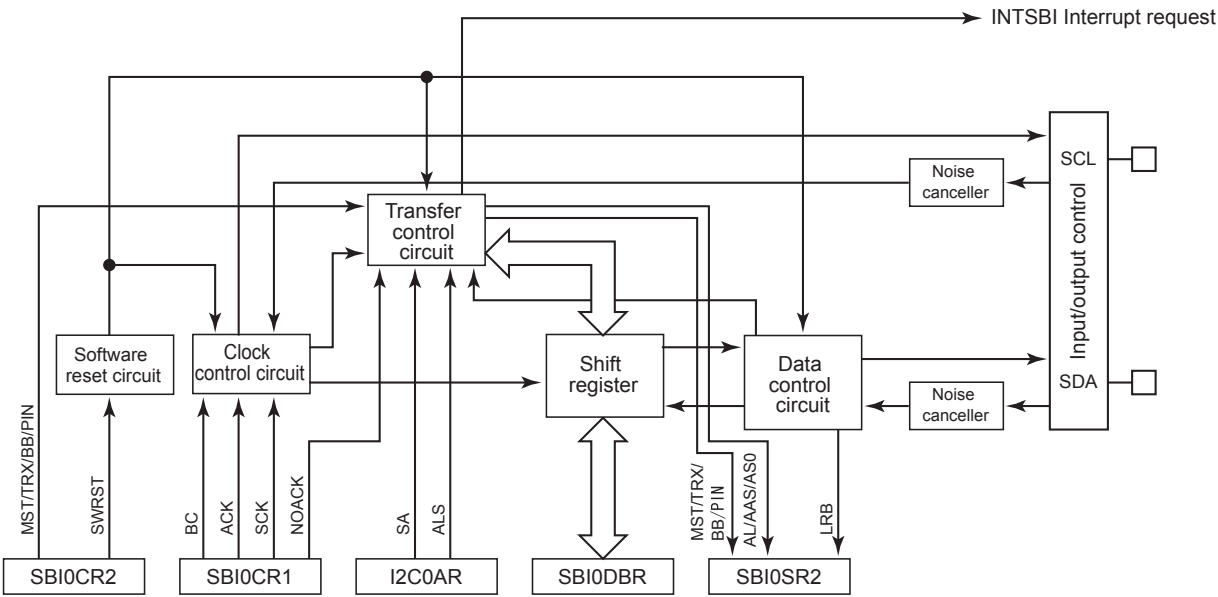 INTSBI Interrupt request
SCL
Noise
canceller
Transfer
control
circuit
Input/output control
Software
reset circuit
Clock
control circuit
Shift
register
Data
control
circuit
SDA
Noise
canceller
MST/TRX/BB/PIN
SWRST
BC
ACK
SCK
NOACK
SA
ALS
MST/TRX/
BB/PIN
AL/AAS/AS0
LRB
SBI0CR2
SBI0CR1
I2C0AR
SBI0DBR
SBI0SR2